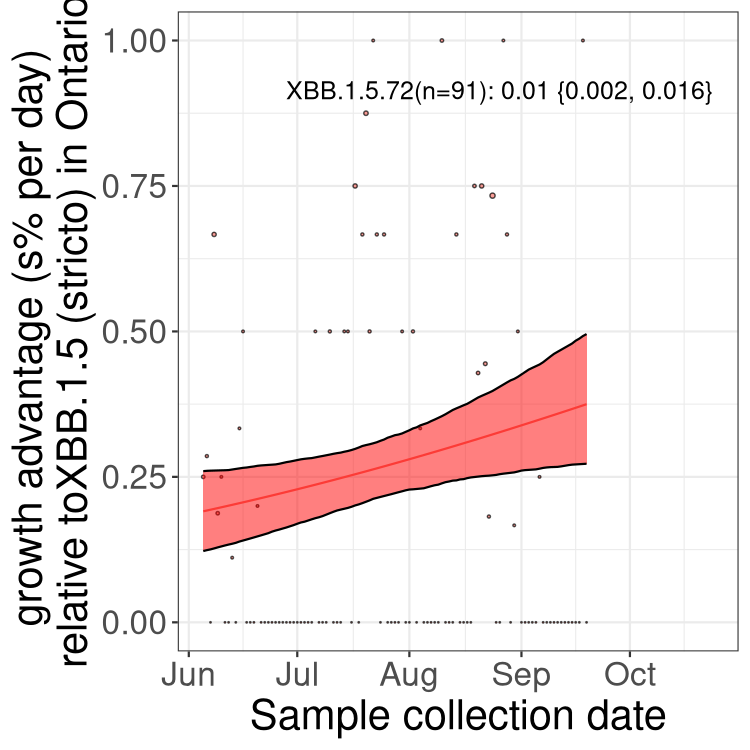 growth advantage (s% per day)
relative toXBB.1.5 (stricto) in Ontario
1.00
XBB.1.5.72(n=91): 0.01 {0.002, 0.016}
0.75
0.50
0.25
0.00
Jun Jul Aug Sep Oct
Sample collection date